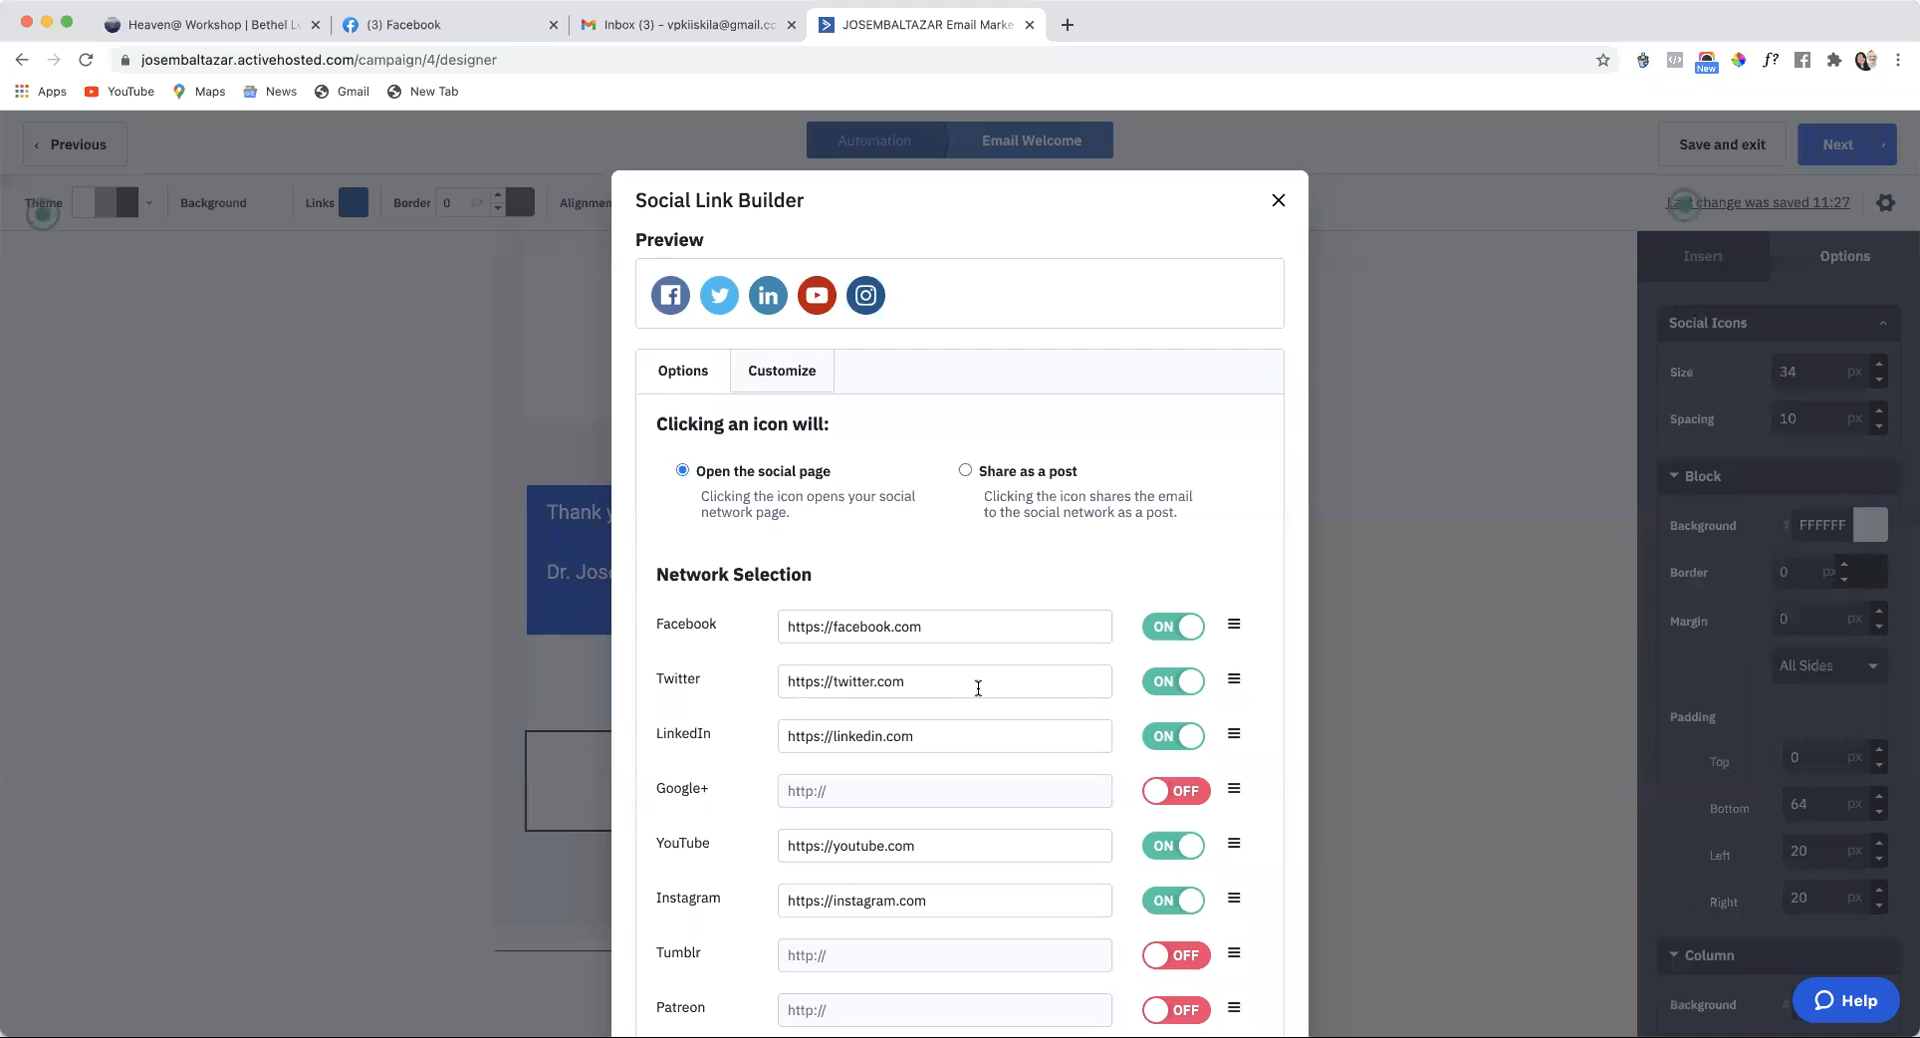 Heaven@ Workshop | Bethel L
(3) Facebook
Inbox (3) - vpkiiskila@gmail.cc
JOSEMBALTAZAR Email Marke
josembaltazar.activehosted.com/campaign/4/designer
f?
New
Apps
YouTube
Maps
News
Gmail
New Tab
‹ Previous
Automation
Email Welcome
Save and exit
Next ›
Theme
Background
Links
Border
0
px
Alignmen
Last change was saved 11:27
Social Link Builder
Preview
Options
Customize
Clicking an icon will:
Open the social page
Clicking the icon opens your social
network page.
Share as a post
Clicking the icon shares the email
to the social network as a post.
Network Selection
Facebook
https://facebook.com
ON
Twitter
https://twitter.com
ON
LinkedIn
https://linkedin.com
ON
Google+
http://
OFF
YouTube
https://youtube.com
ON
Instagram
https://instagram.com
ON
Tumblr
http://
OFF
Patreon
http://
OFF
Thank y
Dr. Jose
Insert
Options
Social Icons
Size
34 px
Spacing
10 px
Block
Background
# FFFFFF
Border
0 px
Margin
0
All Sides
Padding
Top
0 px
Bottom
64 px
Left
20 px
Right
20 px
Column
Background
#
Help